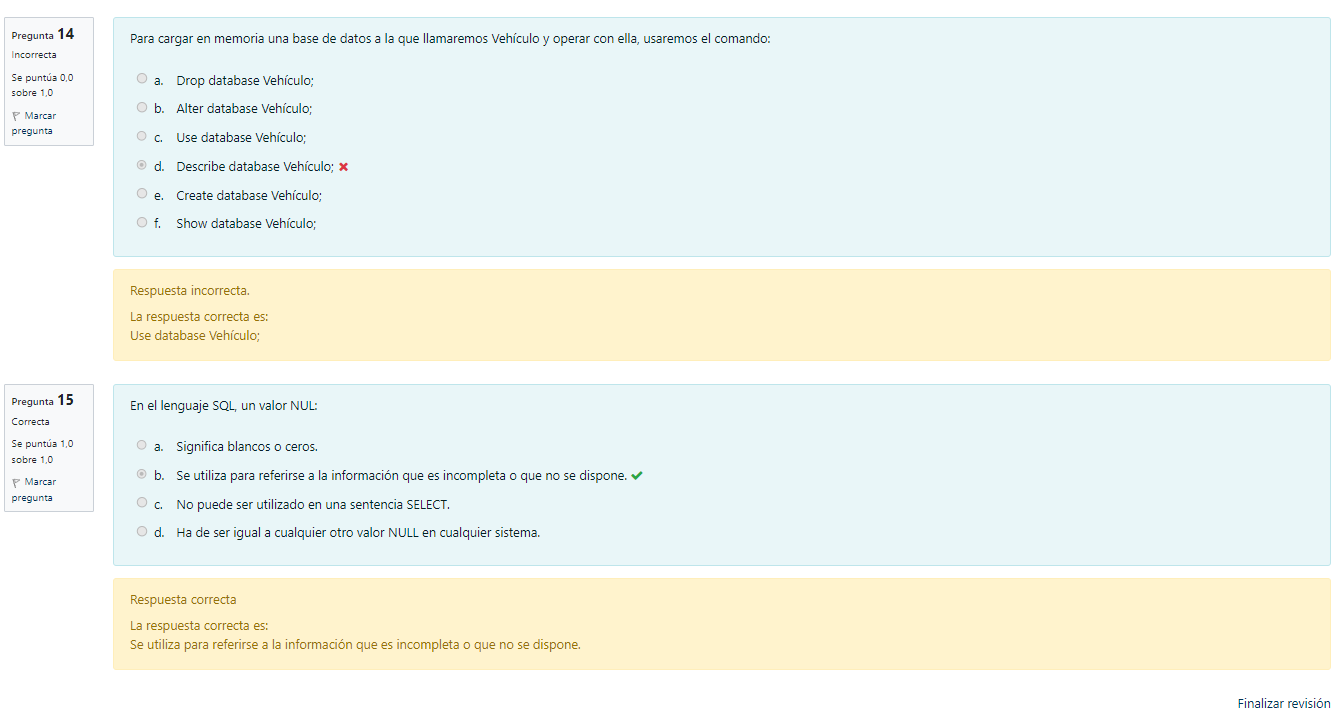 Pregunta 14
Incorrecta
Se puntúa 0,0
sobre 1,0
Marcar
pregunta
Para cargar en memoria una base de datos a la que llamaremos Vehículo y operar con ella, usaremos el comando:
a. Drop database Vehículo;
b. Alter database Vehículo;
c. Use database Vehículo;
d. Describe database Vehículo;
e. Create database Vehículo;
f. Show database Vehículo;
Respuesta incorrecta.
La respuesta correcta es:
Use database Vehículo;
Pregunta 15
Correcta
Se puntúa 1,0
sobre 1,0
Marcar
pregunta
En el lenguaje SQL, un valor NUL:
a. Significa blancos o ceros.
b. Se utiliza para referirse a la información que es incompleta o que no se dispone.
c. No puede ser utilizado en una sentencia SELECT.
d. Ha de ser igual a cualquier otro valor NULL en cualquier sistema.
Respuesta correcta
La respuesta correcta es:
Se utiliza para referirse a la información que es incompleta o que no se dispone.
Finalizar revisión